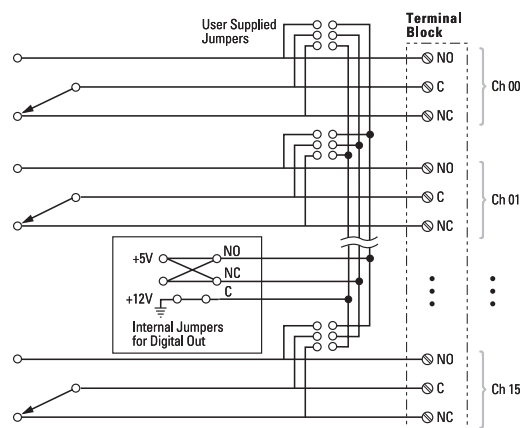 User Supplied
Jumpers
Terminal
Block
NO
C
NC
Ch 00
NO
C
NC
Ch 01
+5V
NO
NC
+12V
C
Internal Jumpers
for Digital Out
NO
C
NC
Ch 15